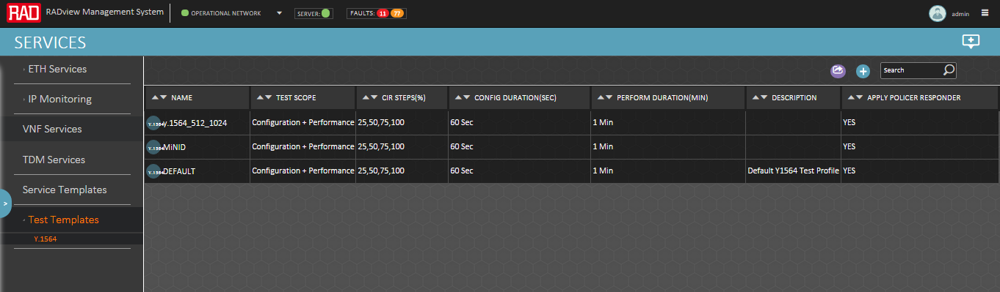 RAD RADview Management System OPERATIONAL NETWORK SERVER: FAULTS: 11 77 admin
SERVICES
ETH Services
IP Monitoring
VNF Services
TDM Services
Service Templates
Test Templates
Y.1564
Search
NAME TEST SCOPE CIR STEPS(%) CONFIG DURATION(SEC) PERFORM DURATION(MIN) DESCRIPTION APPLY POLICER RESPONDER
Y.1564 y.1564_512_1024 Configuration + Performance 25,50,75,100 60 Sec 1 Min YES
Y.1564 MiNID Configuration + Performance 25,50,75,100 60 Sec 1 Min YES
Y.1564 DEFAULT Configuration + Performance 25,50,75,100 60 Sec 1 Min Default Y1564 Test Profile YES